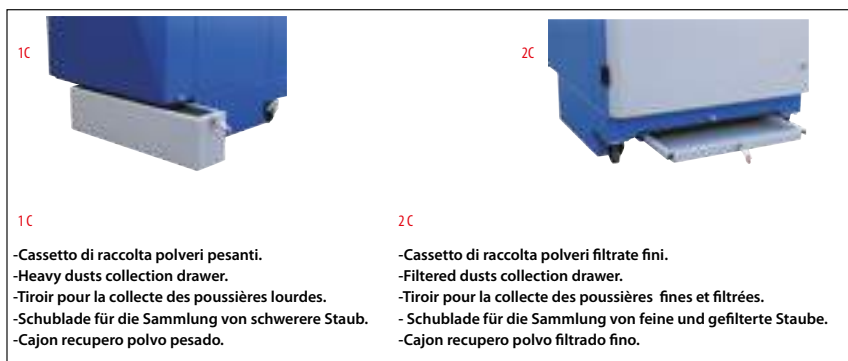 1C
2C
1 C
-Cassetto di raccolta polveri pesanti.
-Heavy dusts collection drawer.
-Tiroir pour la collecte des poussières lourdes.
-Schublade für die Sammlung von schwerere Staub.
-Cajon recupero polvo pesado.
2 C
-Cassetto di raccolta polveri filtrate fini.
-Filtered dusts collection drawer.
-Tiroir pour la collecte des poussières  fines et filtrées.
- Schublade für die Sammlung von feine und gefilterte Staube.
-Cajon recupero polvo filtrado fino.